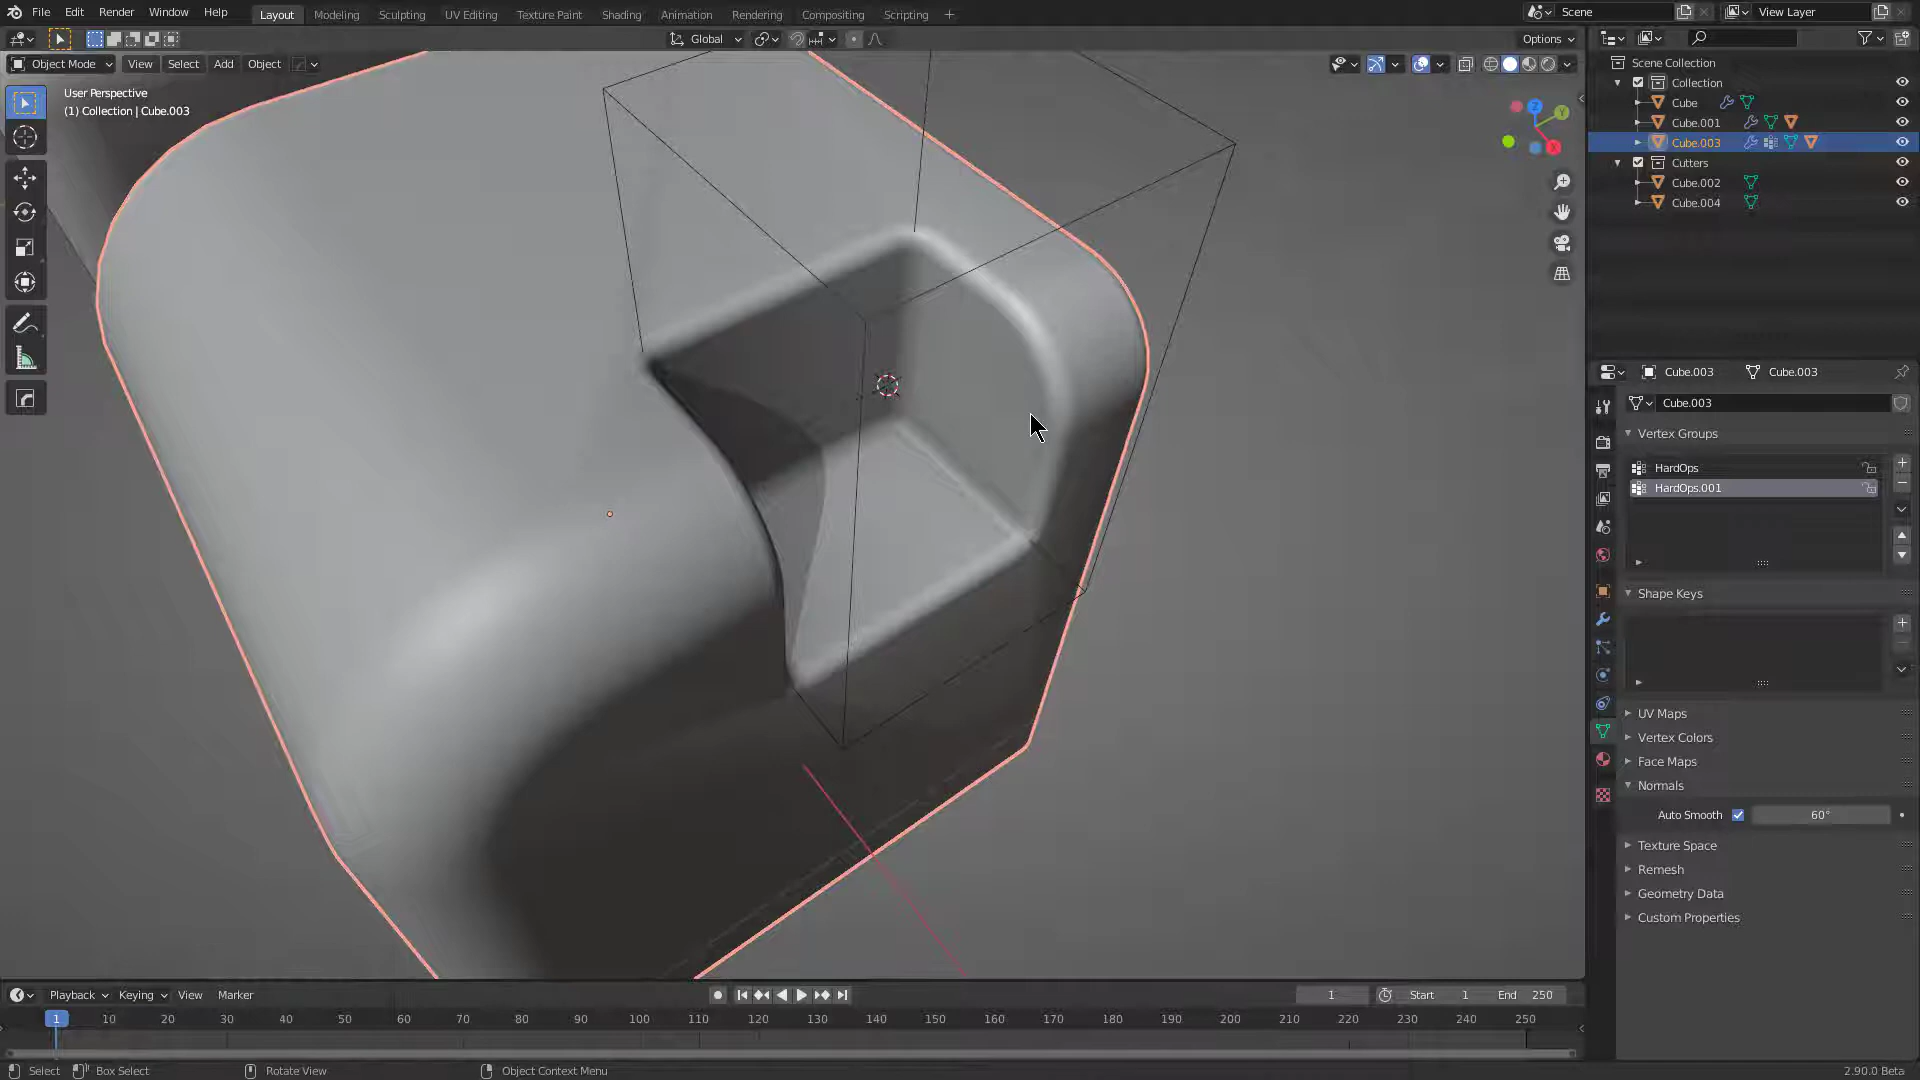 File Edit Render Window Help Layout Modeling Sculpting UV Editing Texture Paint Shading Animation Rendering Compositing Scripting + Scene View Layer
Global Options
Object Mode View Select Add Object
User Perspective
(1) Collection | Cube.003
Z
Y
X
Scene Collection
Collection
Cube
Cube.001
Cube.003
Cutters
Cube.002
Cube.004
Cube.003 Cube.003
Cube.003
Vertex Groups
HardOps
HardOps.001
Shape Keys
UV Maps
Vertex Colors
Face Maps
Normals
Auto Smooth 60°
Texture Space
Remesh
Geometry Data
Custom Properties
Playback Keying View Marker 1 Start 1 End 250
1 10 20 30 40 50 60 70 80 90 100 110 120 130 140 150 160 170 180 190 200 210 220 230 240 250
Select Box Select Rotate View Object Context Menu 2.90.0 Beta